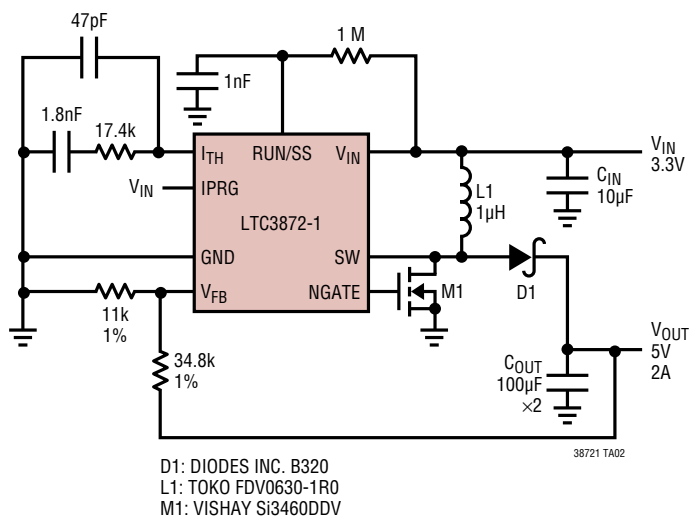 47pF
1 M
1nF
1.8nF
17.4k
ITH
RUN/SS
VIN
VIN
3.3V
VIN
IPRG
L1
1µH
CIN
10µF
LTC3872-1
GND
SW
D1
VFB
NGATE
M1
11k
1%
34.8k
1%
VOUT
5V
2A
COUT
100µF
×2
38721 TA02
D1: DIODES INC. B320
L1: TOKO FDV0630-1R0
M1: VISHAY Si3460DDV